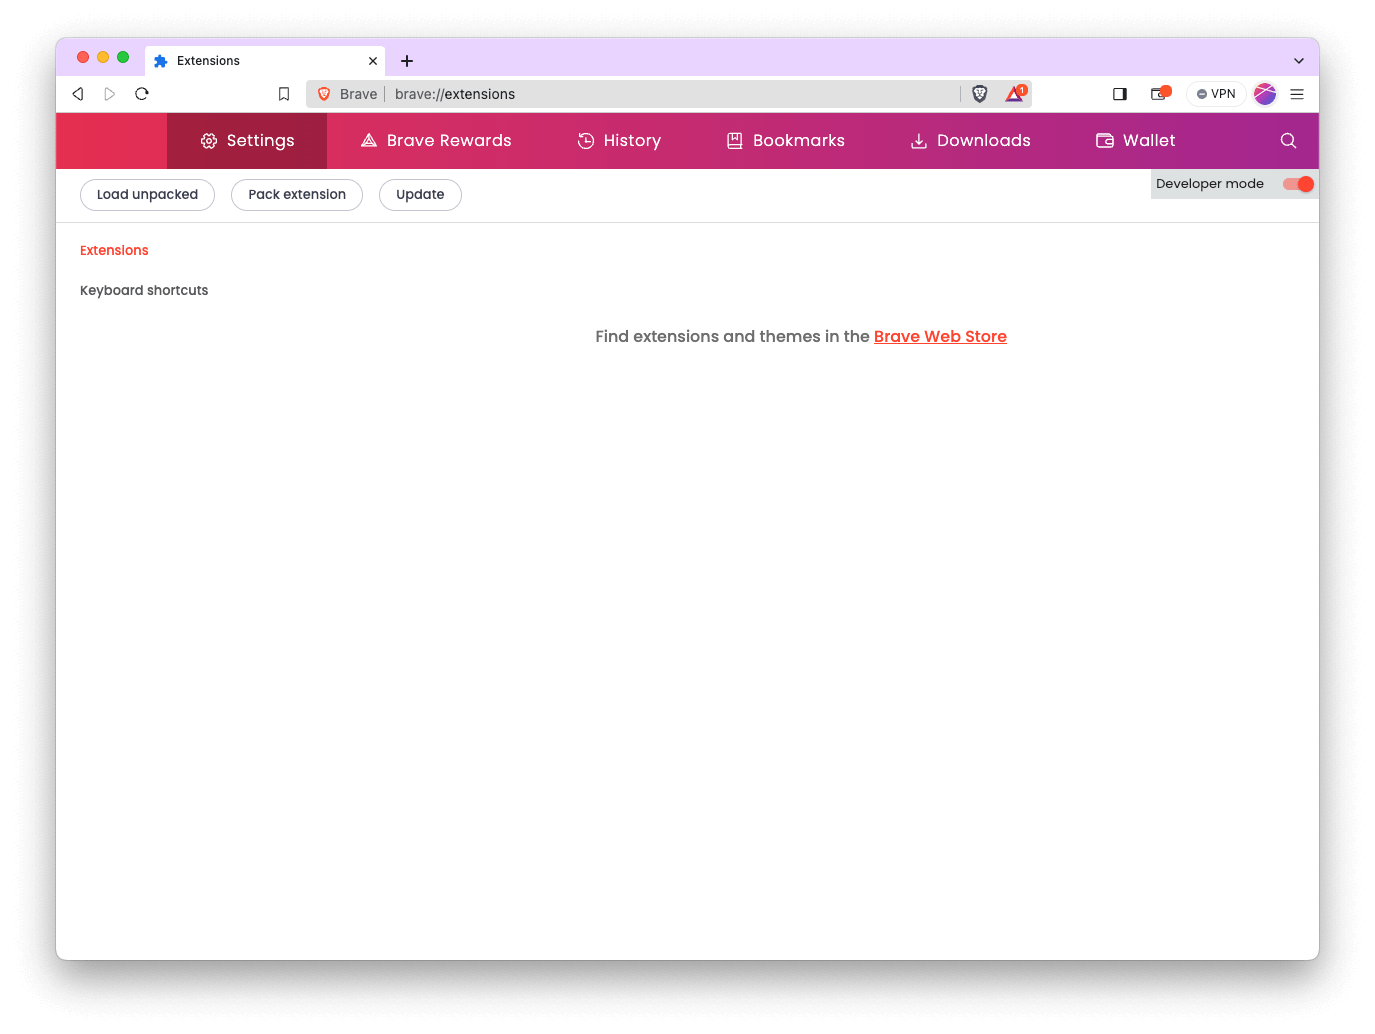 Extensions
Brave brave://extensions 1 VPN
Settings Brave Rewards History Bookmarks Downloads Wallet
Load unpacked Pack extension Update Developer mode
Extensions
Keyboard shortcuts
Find extensions and themes in the Brave Web Store